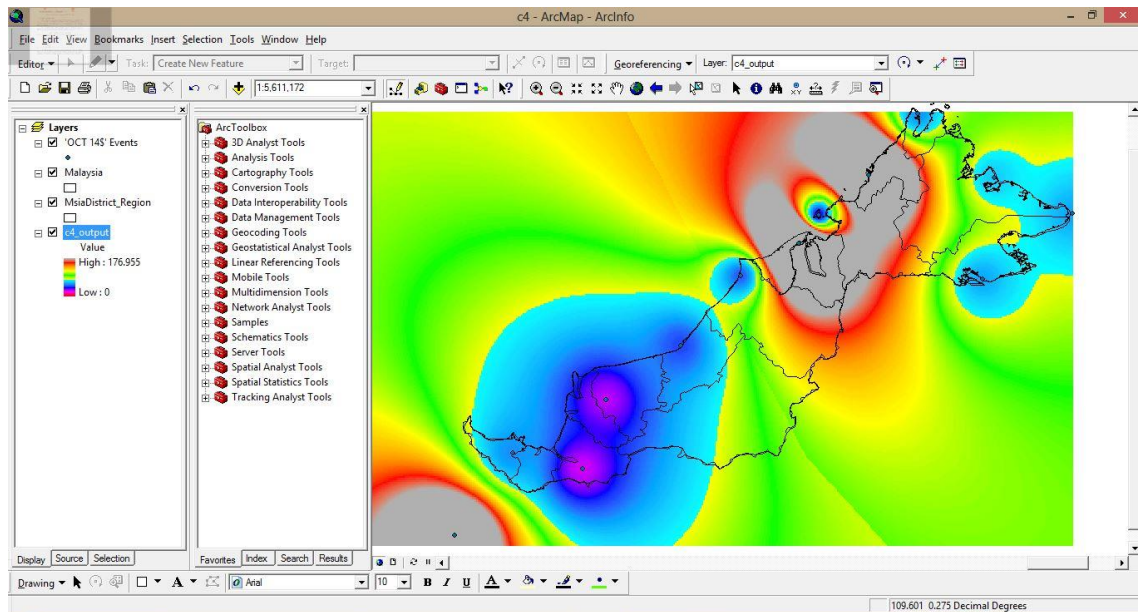 c4 - ArcMap - ArcInfo
File Edit View Bookmarks Insert Selection Tools Window Help
Editor Task: Create New Feature Target: Georeferencing Layer: c4_output
1:5,611,172
Layers
'OCT 14$' Events
Malaysia
MsiaDistrict_Region
c4_output
Value
High : 176.955
Low : 0
ArcToolbox
3D Analyst Tools
Analysis Tools
Cartography Tools
Conversion Tools
Data Interoperability Tools
Data Management Tools
Geocoding Tools
Geostatistical Analyst Tools
Linear Referencing Tools
Mobile Tools
Multidimension Tools
Network Analyst Tools
Samples
Schematics Tools
Server Tools
Spatial Analyst Tools
Spatial Statistics Tools
Tracking Analyst Tools
Display Source Selection
Favorites Index Search Results
Drawing A Arial 10 B I U A
109.601 0.275 Decimal Degrees